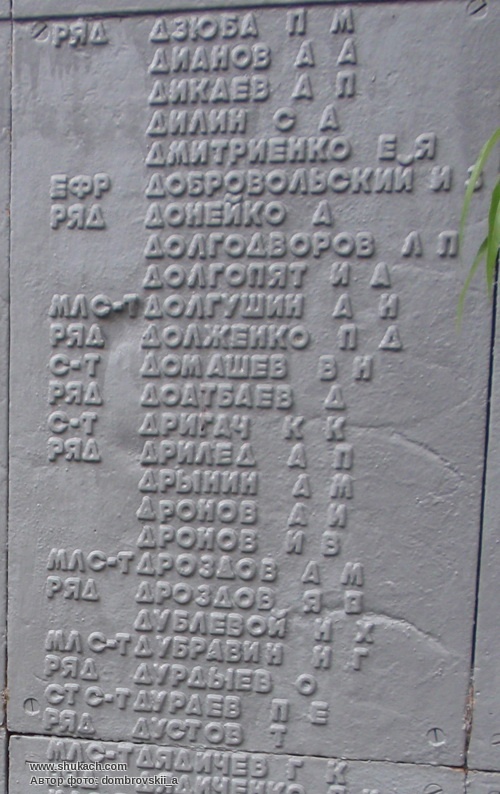 РЯД ДЗЮБА П М
ДИАНОВ А А
ДИКАЕВ А П
ДИЛИН С А
ДМИТРИЕНКО Е Я
ЕФР ДОБРОВОЛЬСКИЙ И
РЯД ДОНЕЙКО А
ДОЛГОДВОРОВ Л П
ДОЛГОПЯТ И А
МЛ С-Т ДОЛГУШИН А Н
РЯД ДОЛЖЕНКО П Д
С-Т ДОМАШЕВ В Н
РЯД ДОАТБАЕВ Д
С-Т ДРИГАЧ К К
РЯД ДРИЛЕД А П
ДРЫНИН А М
ДРОНОВ А И
ДРОНОВ И В
МЛ С-Т ДРОЗДОВ А М
РЯД ДРОЗДОВ Я В
ДУБЛЕВОЙ Н Х
МЛ С-Т ДУБРАВИН Н Г
РЯД ДУРДЫЕВ О
СТ С-Т ДУРАЕВ П Е
РЯД ДУСТОВ Т
МЛ С-Т ДЯДИЧЕВ Г К
www.shukach.com
Автор фото: dombrovskii_a